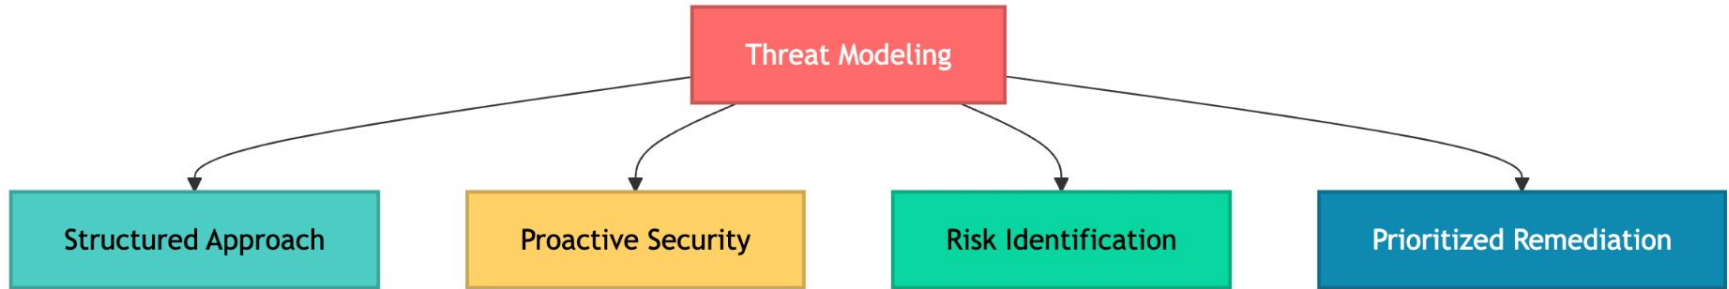 Threat Modeling
Structured Approach
Proactive Security
Risk Identification
Prioritized Remediation